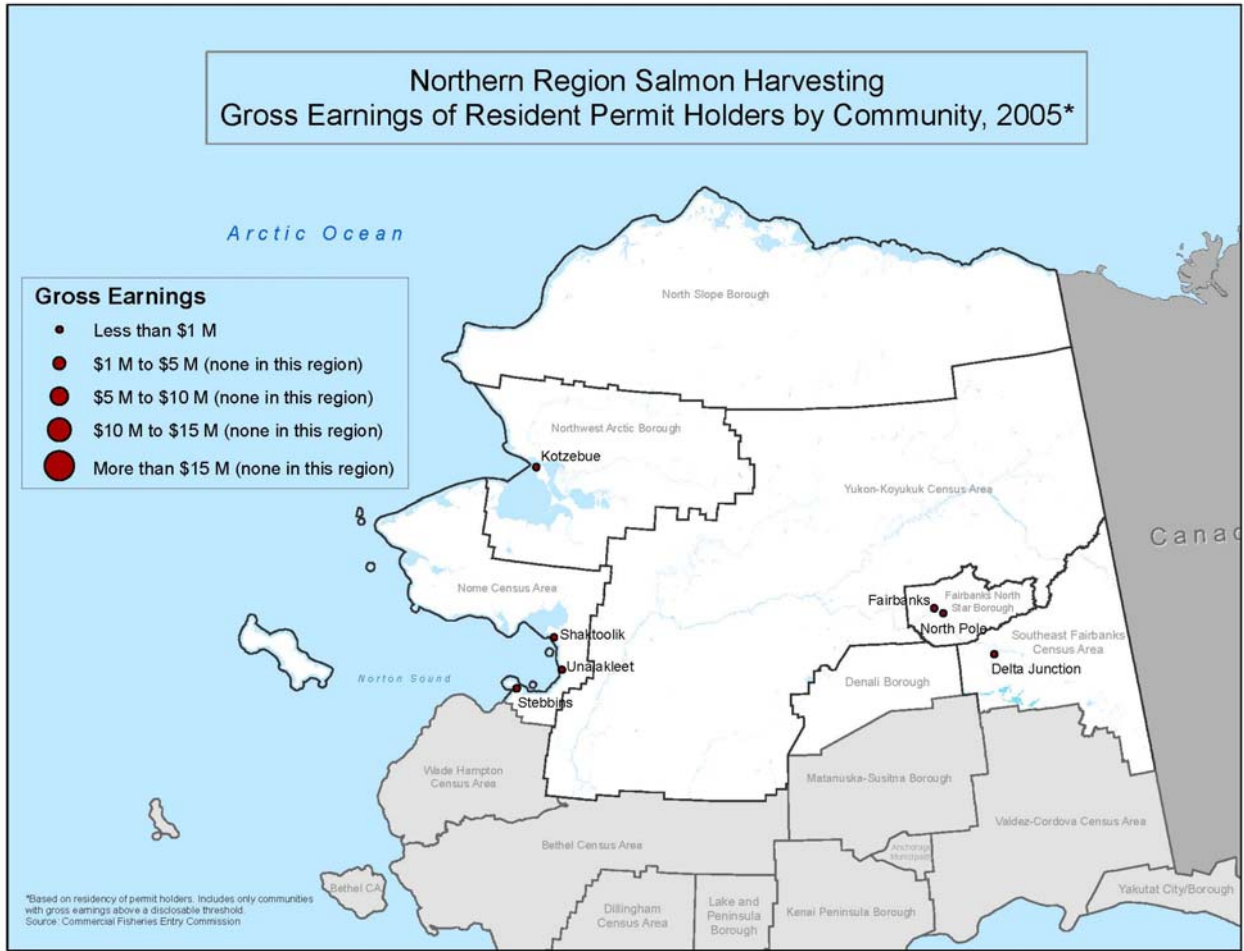 Northern Region Salmon Harvesting
Gross Earnings of Resident Permit Holders by Community, 2005*
Arctic Ocean
Gross Earnings
Less than $1 M
$1 M to $5 M (none in this region)
$5 M to $10 M (none in this region)
$10 M to $15 M (none in this region)
More than $15 M (none in this region)
North Slope Borough
Northwest Arctic Borough
Kotzebue
Yukon-Koyukuk Census Area
Canad
Nome Census Area
Fairbanks
Fairbanks North
Star Borough
North Pole
Shaktoolik
Southeast Fairbanks
Census Area
Unalakleet
Delta Junction
Norton Sound
Denali Borough
Stebbins
Wade Hampton
Census Area
Matanuska-Susitna Borough
Valdez-Cordova Census Area
Bethel Census Area
Anchorage
Municipality
Bethel CA
Yakutat City/Borough
Dillingham
Census Area
Lake and
Peninsula
Borough
Kenai Peninsula Borough
*Based on residency of permit holders. Includes only communities
with gross earnings above a disclosable threshold.
Source: Commercial Fisheries Entry Commission